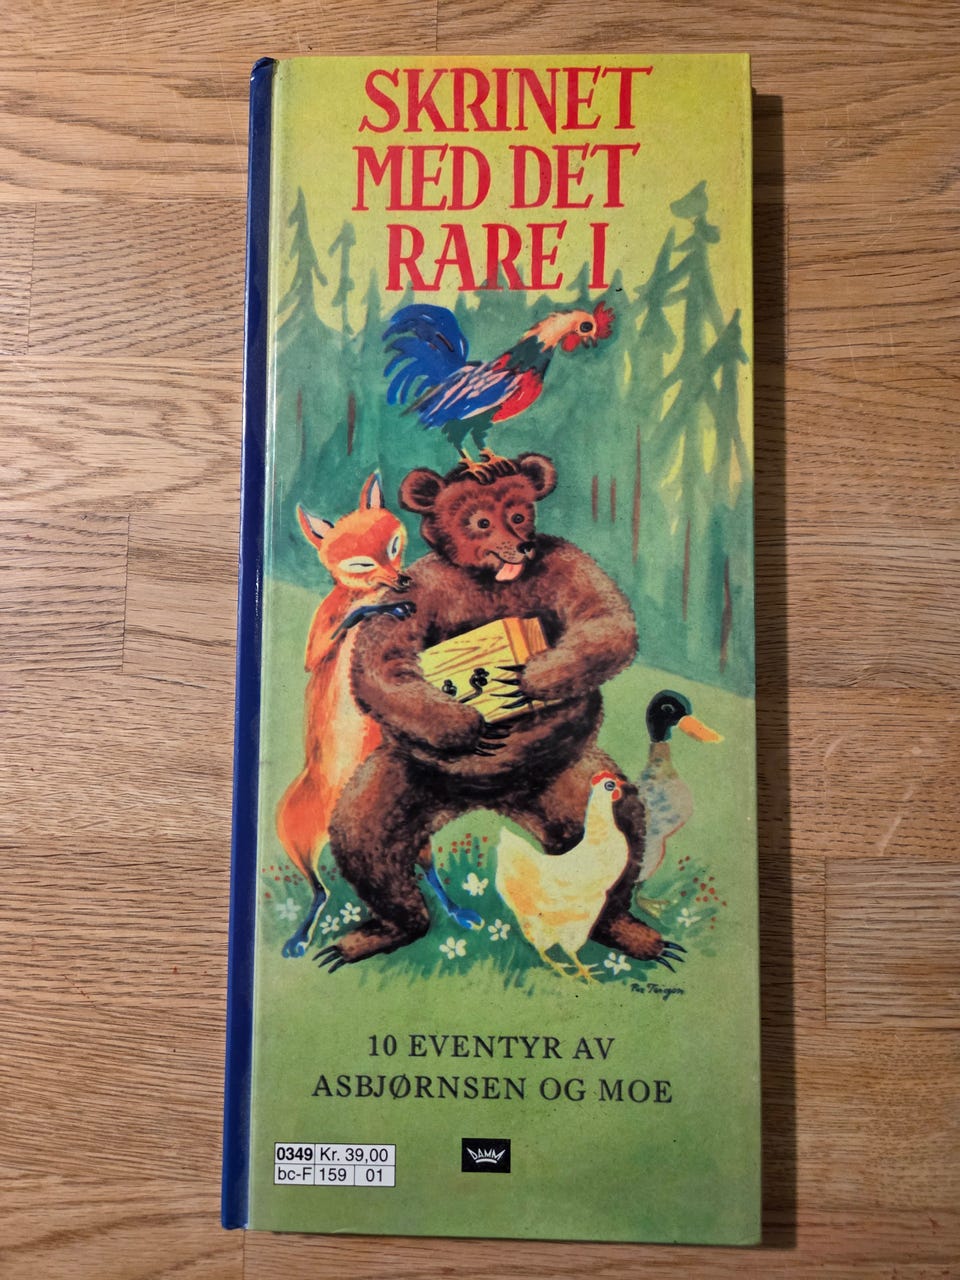 SKRINET
MED DET
RARE I
10 EVENTYR AV
ASBJØRNSEN OG MOE
0349 Kr. 39,00
bc-F 159 01
DAMM